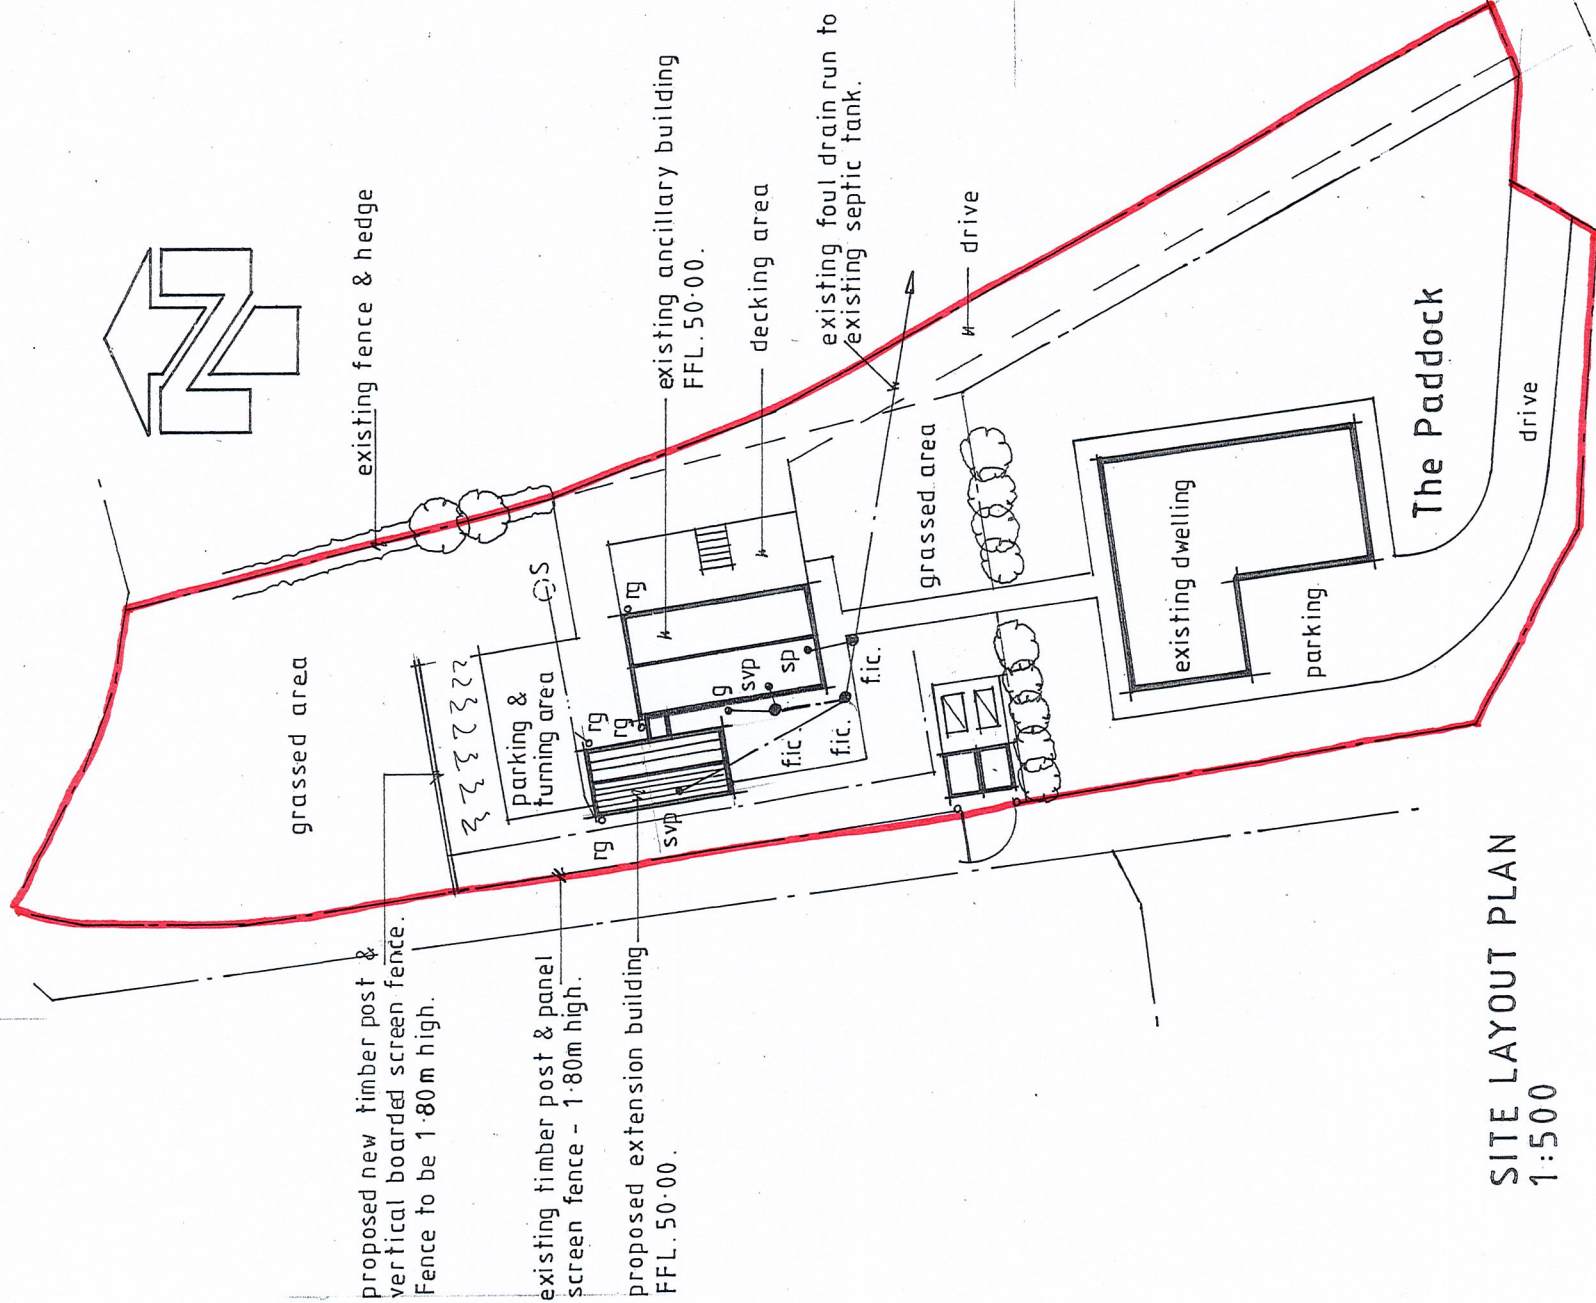 existing fence & hedge
existing ancillary building
FFL. 50·00.
decking area
existing foul drain run to
existing septic tank.
drive
grassed area
parking &
turning area
S
rg
rg
rg
rg
g
svp
sp
svp
f.ic.
f.ic.
f.ic.
grassed area
existing dwelling
parking
The Paddock
drive
proposed new timber post &
vertical boarded screen fence.
Fence to be 1·80m high.
existing timber post & panel
screen fence - 1·80m high.
proposed extension building
FFL. 50·00.
SITE LAYOUT PLAN
1:500
N